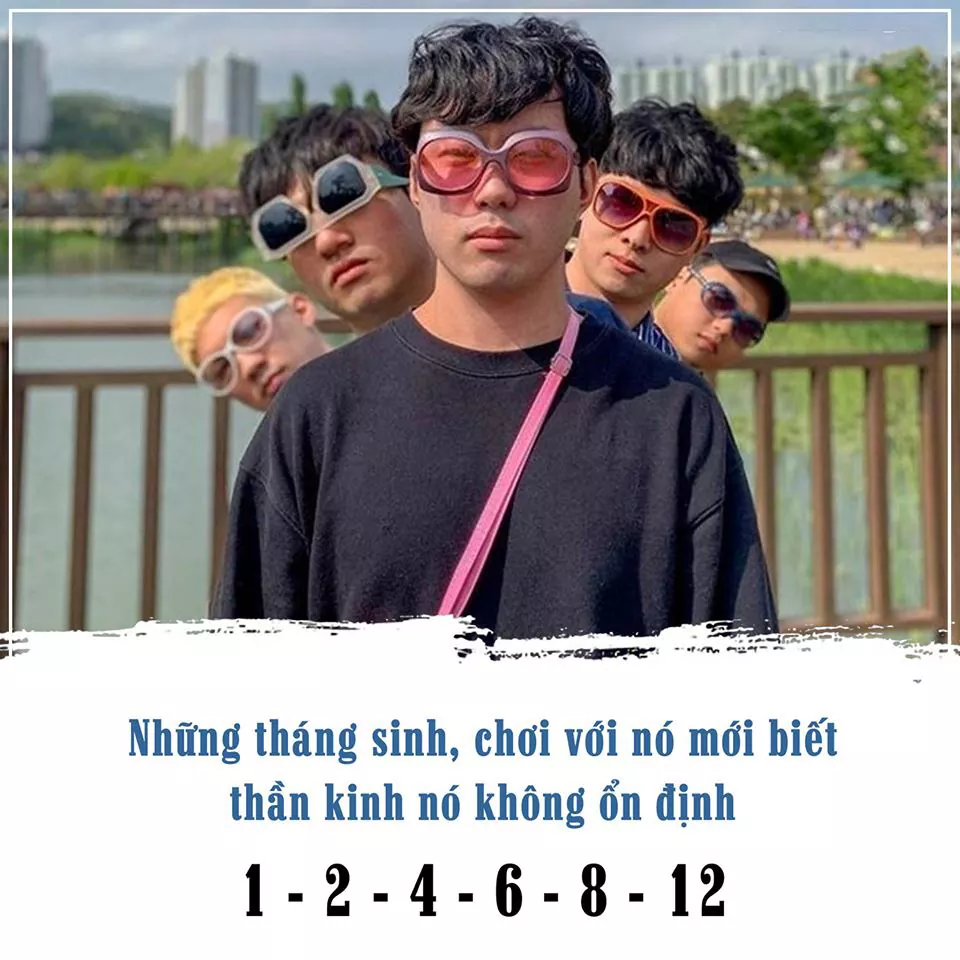 Những tháng sinh, chơi với nó mới biết
thần kinh nó không ổn định
1 - 2 - 4 - 6 - 8 - 12